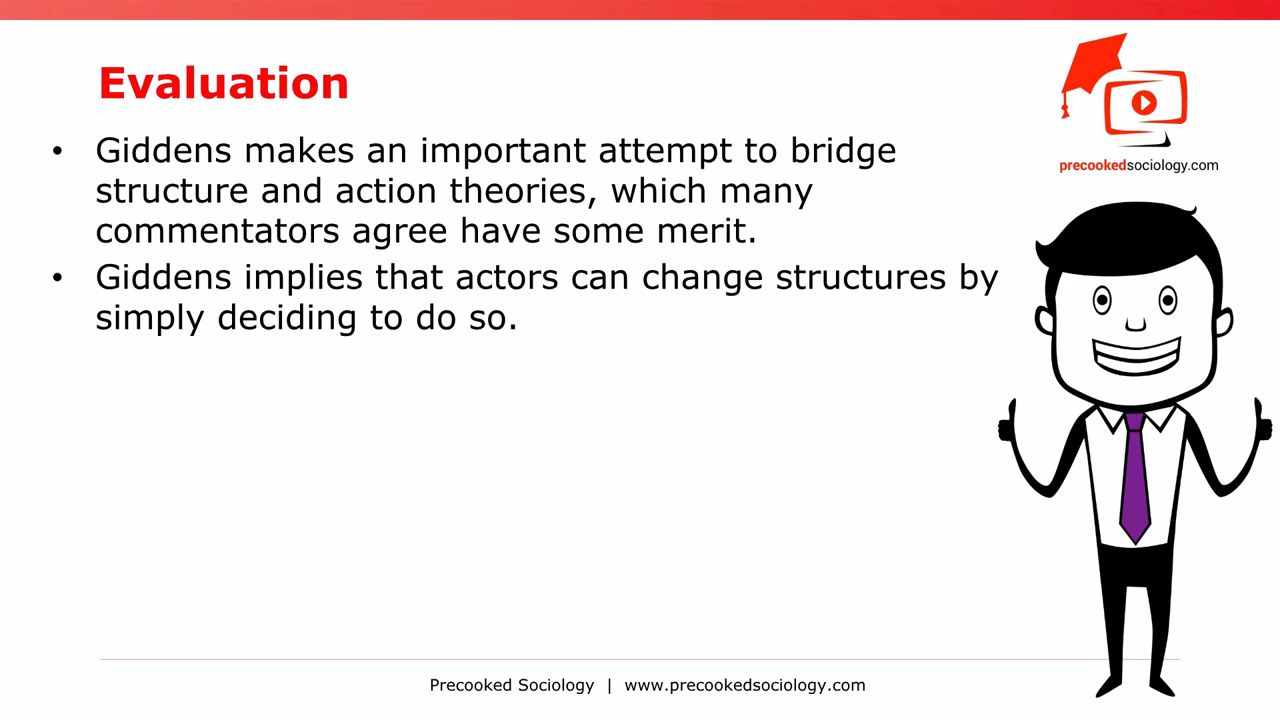 Evaluation
precookedsociology.com
• Giddens makes an important attempt to bridge
structure and action theories, which many
commentators agree have some merit.
• Giddens implies that actors can change structures by
simply deciding to do so.
Precooked Sociology | www.precookedsociology.com